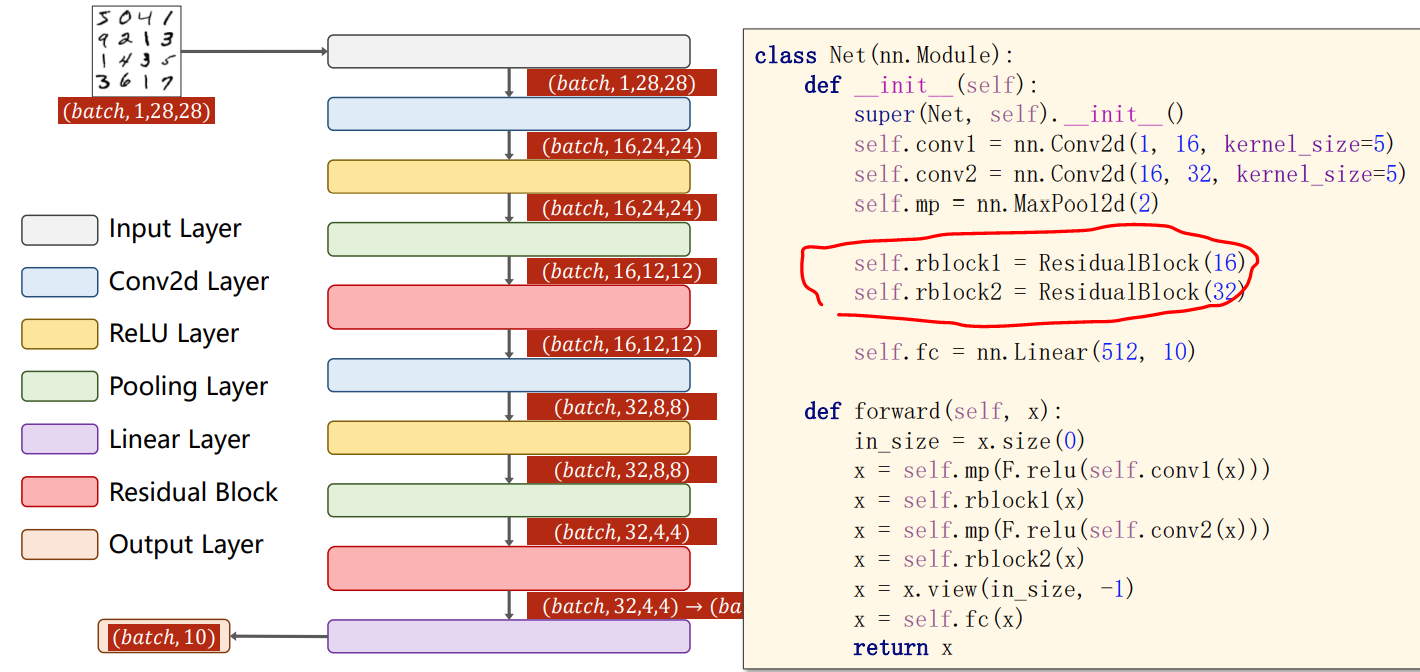 5 0 4 1
9 2 1 3
1 4 3 5
3 6 1 7
(batch, 1,28,28)
(batch, 1,28,28)
(batch, 16,24,24)
(batch, 16,24,24)
(batch, 16,12,12)
(batch, 16,12,12)
(batch, 32,8,8)
(batch, 32,8,8)
(batch, 32,4,4)
(batch, 32,4,4) → (ba
(batch, 10)
Input Layer
Conv2d Layer
ReLU Layer
Pooling Layer
Linear Layer
Residual Block
Output Layer
class Net(nn.Module):
    def __init__(self):
        super(Net, self).__init__()
        self.conv1 = nn.Conv2d(1, 16, kernel_size=5)
        self.conv2 = nn.Conv2d(16, 32, kernel_size=5)
        self.mp = nn.MaxPool2d(2)
        self.rblock1 = ResidualBlock(16)
        self.rblock2 = ResidualBlock(32)
        self.fc = nn.Linear(512, 10)
    def forward(self, x):
        in_size = x.size(0)
        x = self.mp(F.relu(self.conv1(x)))
        x = self.rblock1(x)
        x = self.mp(F.relu(self.conv2(x)))
        x = self.rblock2(x)
        x = x.view(in_size, -1)
        x = self.fc(x)
        return x